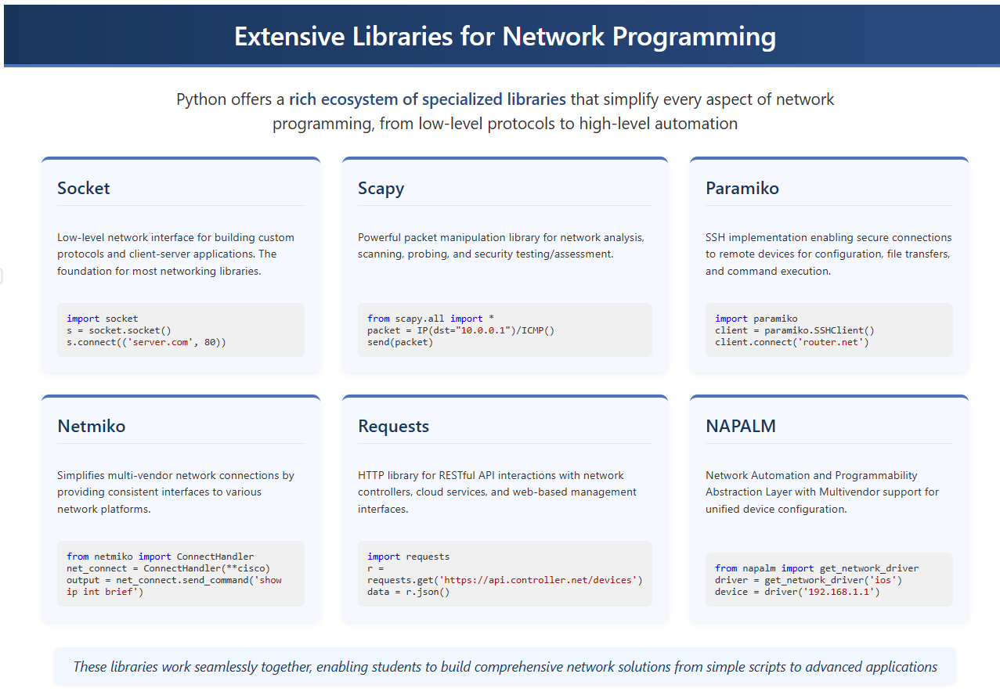 Extensive Libraries for Network Programming
Python offers a rich ecosystem of specialized libraries that simplify every aspect of network
programming, from low-level protocols to high-level automation
Socket
Low-level network interface for building custom
protocols and client-server applications. The
foundation for most networking libraries.
import socket
s = socket.socket()
s.connect(('server.com', 80))
Scapy
Powerful packet manipulation library for network analysis,
scanning, probing, and security testing/assessment.
from scapy.all import *
packet = IP(dst="10.0.0.1")/ICMP()
send(packet)
Paramiko
SSH implementation enabling secure connections
to remote devices for configuration, file transfers,
and command execution.
import paramiko
client = paramiko.SSHClient()
client.connect('router.net')
Netmiko
Simplifies multi-vendor network connections by
providing consistent interfaces to various
network platforms.
from netmiko import ConnectHandler
net_connect = ConnectHandler(**cisco)
output = net_connect.send_command('show
ip int brief')
Requests
HTTP library for RESTful API interactions with network
controllers, cloud services, and web-based management
interfaces.
import requests
r =
requests.get('https://api.controller.net/devices')
data = r.json()
NAPALM
Network Automation and Programmability
Abstraction Layer with Multivendor support for
unified device configuration.
from napalm import get_network_driver
driver = get_network_driver('ios')
device = driver('192.168.1.1')
These libraries work seamlessly together, enabling students to build comprehensive network solutions from simple scripts to advanced applications